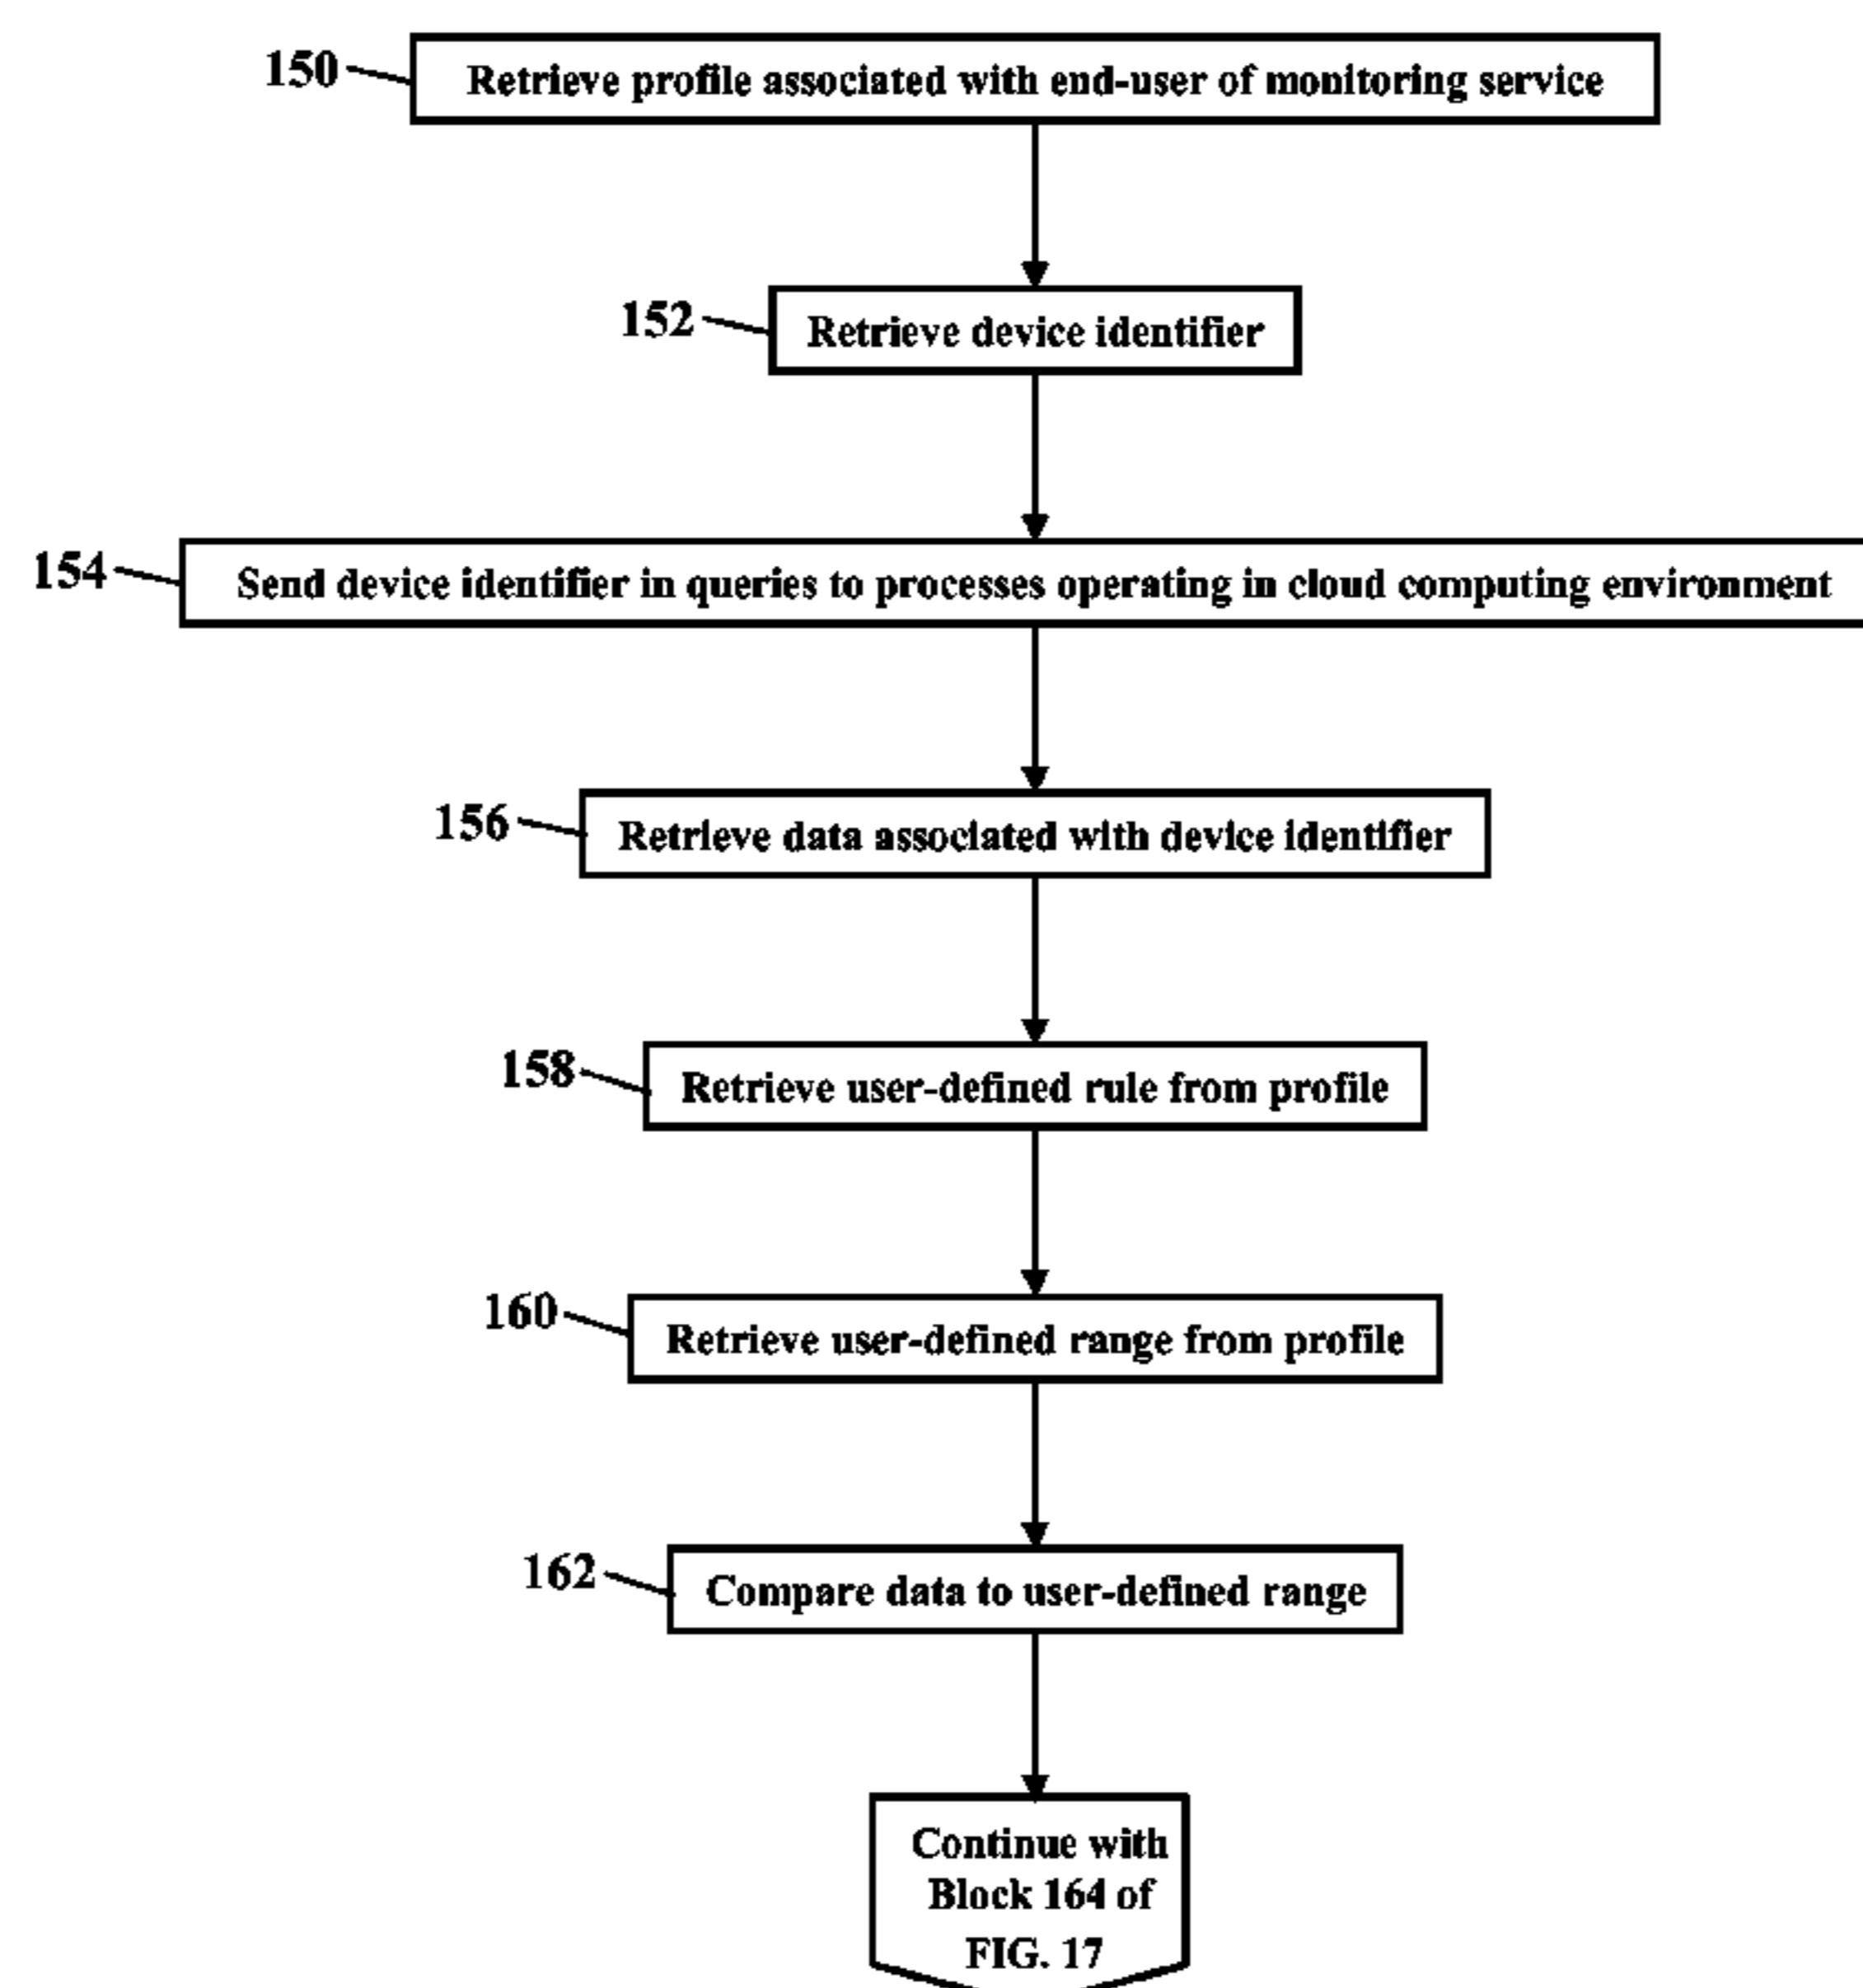 150 Retrieve profile associated with end-user of monitoring service
152 Retrieve device identifier
154 Send device identifier in queries to processes operating in cloud computing environment
156 Retrieve data associated with device identifier
158 Retrieve user-defined rule from profile
160 Retrieve user-defined range from profile
162 Compare data to user-defined range
Continue with
Block 164 of
FIG. 17